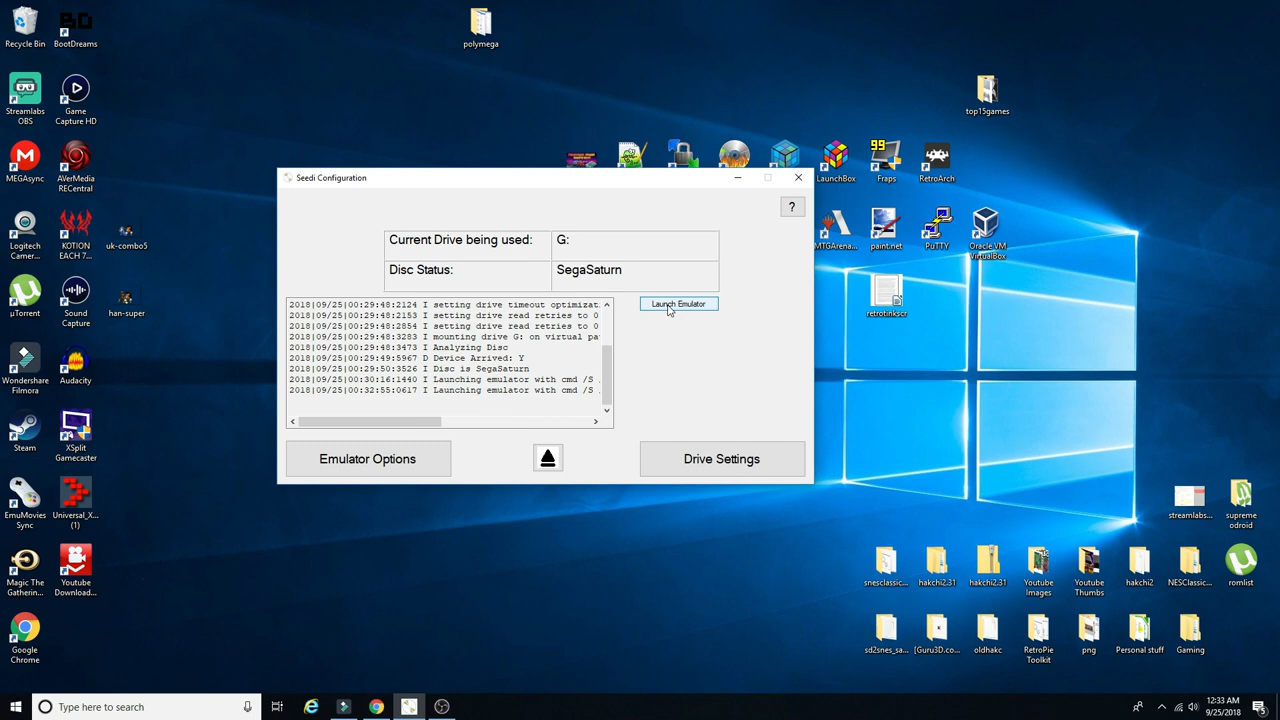 Recycle Bin
BootDreams
polymega
Streamlabs
OBS
Game
Capture HD
top15games
MEGAsync
AVerMedia
RECentral
LaunchBox
99
Fraps
RetroArch
Seedi Configuration
?
Current Drive being used:
G:
Disc Status:
SegaSaturn
Logitech
Camer...
KOTION
EACH 7...
uk-combo5
MTGArena...
paint.net
PuTTY
Oracle VM
VirtualBox
µTorrent
Sound
Capture
han-super
retrotinkscr
2018|09/25|00:29:48:2124 I setting drive timeout optimizat
2018|09/25|00:29:48:2153 I setting drive read retries to 0
2018|09/25|00:29:48:2854 I setting drive read retries to 0
2018|09/25|00:29:48:3283 I mounting drive G: on virtual pa
2018|09/25|00:29:48:3473 I Analyzing Disc
2018|09/25|00:29:49:5967 D Device Arrived: Y
2018|09/25|00:29:50:3526 I Disc is SegaSaturn
2018|09/25|00:30:16:1440 I Launching emulator with cmd /S
2018|09/25|00:32:55:0617 I Launching emulator with cmd /S
Launch Emulator
Wondershare
Filmora
Audacity
Emulator Options
Drive Settings
Steam
XSplit
Gamecaster
EmuMovies
Sync
Universal_X...
(1)
streamlabs...
supreme
odroid
Magic The
Gatherin...
Youtube
Download...
snesclassic...
hakchi2.31
hakchi2.31
Youtube
Images
Youtube
Thumbs
hakchi2
NESClassic...
romlist
Google
Chrome
sd2snes_sa...
[Guru3D.co...
oldhakc
RetroPie
Toolkit
png
Personal stuff
Gaming
Type here to search
12:33 AM
9/25/2018
5